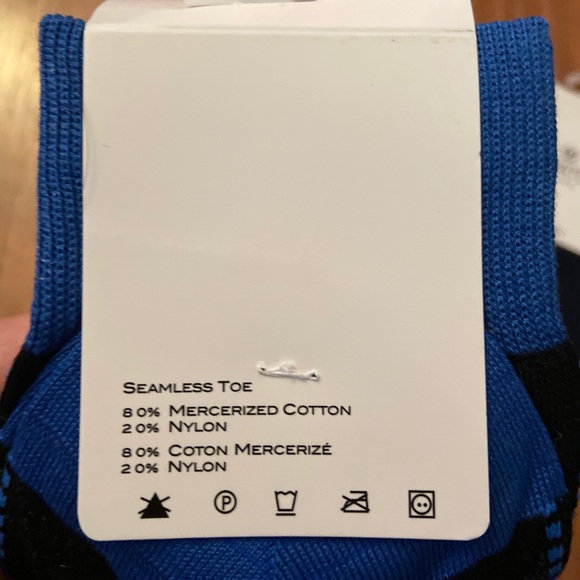 SEAMLESS TOE
80% MERCERIZED COTTON
20% NYLON
80% COTON MERCERIZÉ
20% NYLON
P